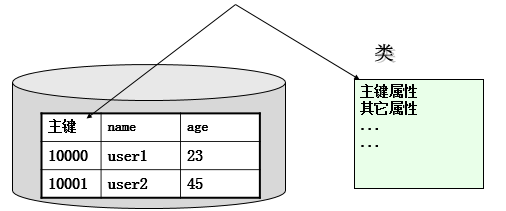 类
主键 name age
10000 user1 23
10001 user2 45
主键属性
其它属性
...
...